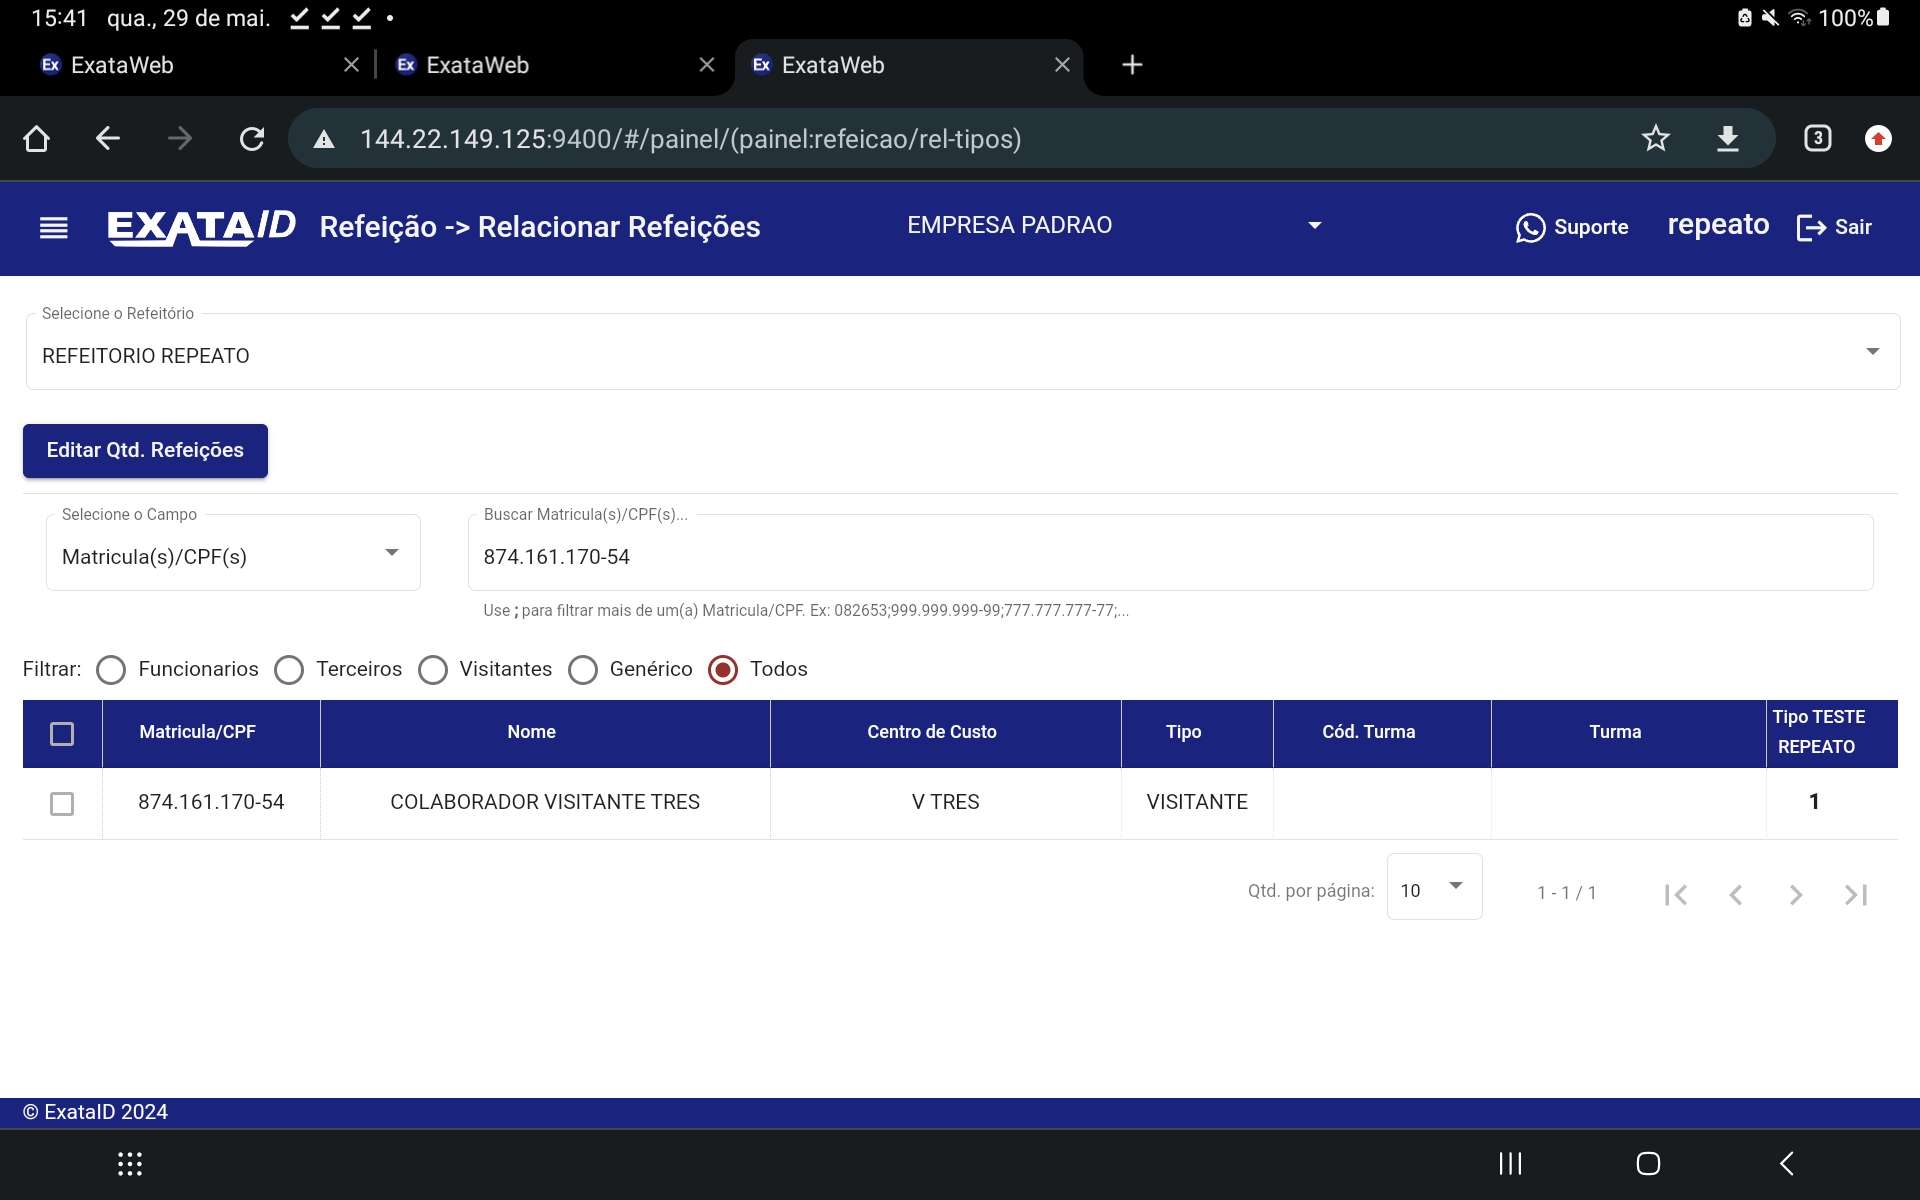 15:41 qua., 29 de mai. 100%
Ex ExataWeb Ex ExataWeb Ex ExataWeb
144.22.149.125:9400/#/painel/(painel:refeicao/rel-tipos) 3
EXATAID Refeição -> Relacionar Refeições EMPRESA PADRAO Suporte repeato Sair
Selecione o Refeitório
REFEITORIO REPEATO
Editar Qtd. Refeições
Selecione o Campo Buscar Matricula(s)/CPF(s)...
Matricula(s)/CPF(s) 874.161.170-54
Use ; para filtrar mais de um(a) Matricula/CPF. Ex: 082653;999.999.999-99;777.777.777-77;...
Filtrar: Funcionarios Terceiros Visitantes Genérico Todos
Matricula/CPF Nome Centro de Custo Tipo Cód. Turma Turma Tipo TESTE
REPEATO
874.161.170-54 COLABORADOR VISITANTE TRES V TRES VISITANTE 1
Qtd. por página: 10 1 - 1 / 1
© ExataID 2024